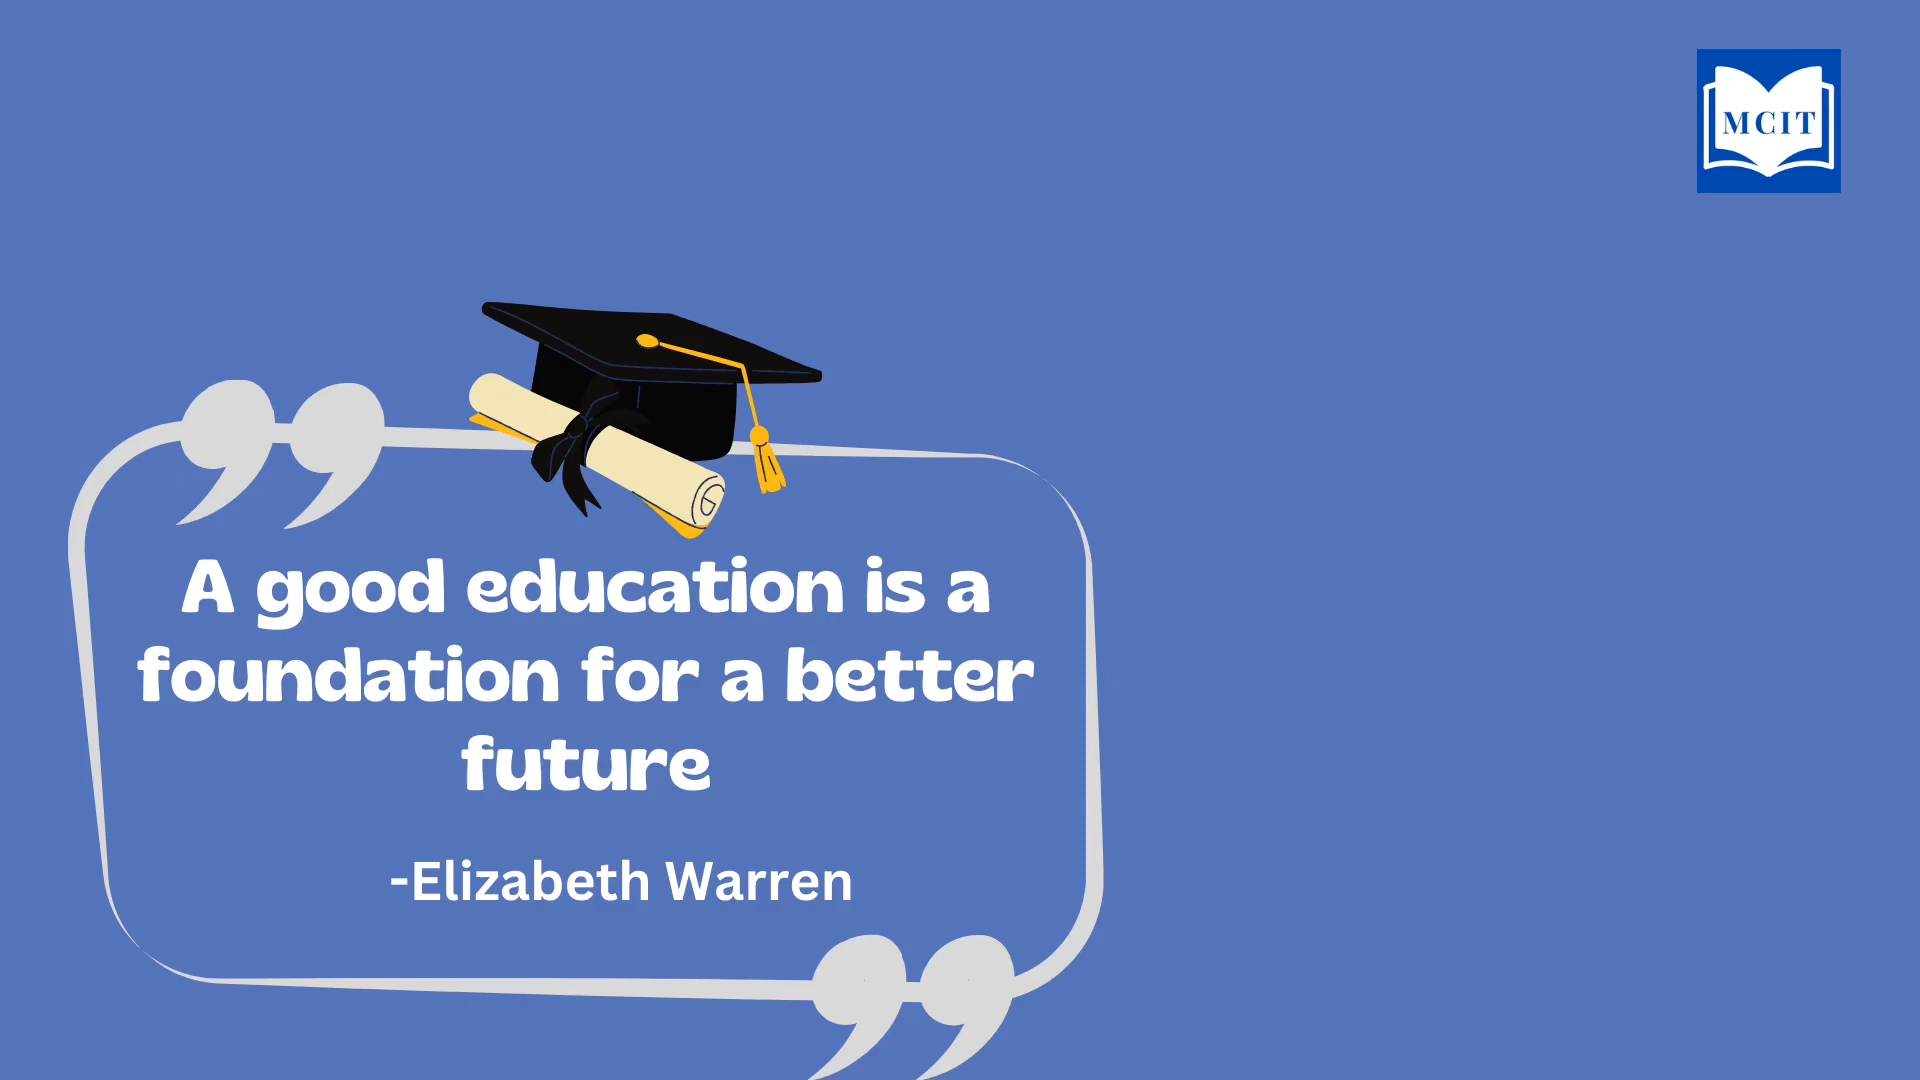 MCIT
A good education is a
foundation for a better
future
-Elizabeth Warren